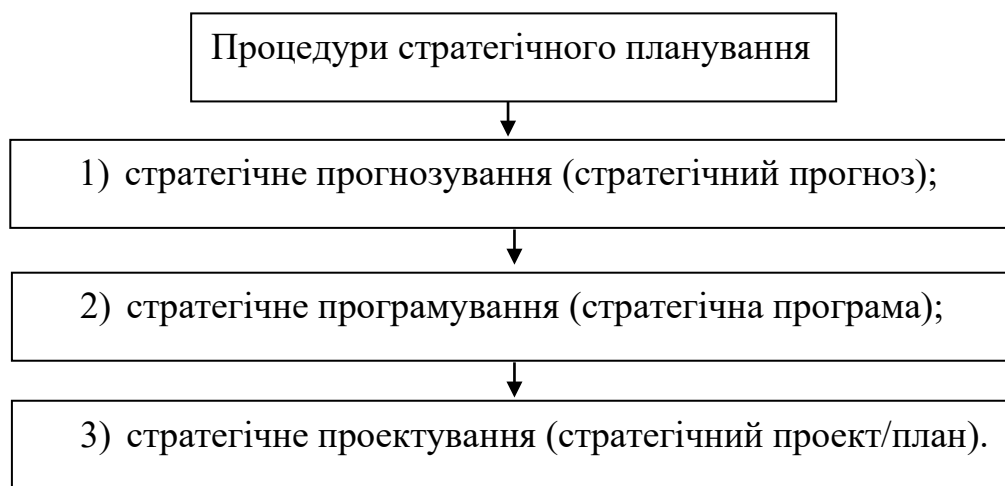 Процедури стратегічного планування
1) стратегічне прогнозування (стратегічний прогноз);
2) стратегічне програмування (стратегічна програма);
3) стратегічне проектування (стратегічний проект/план).